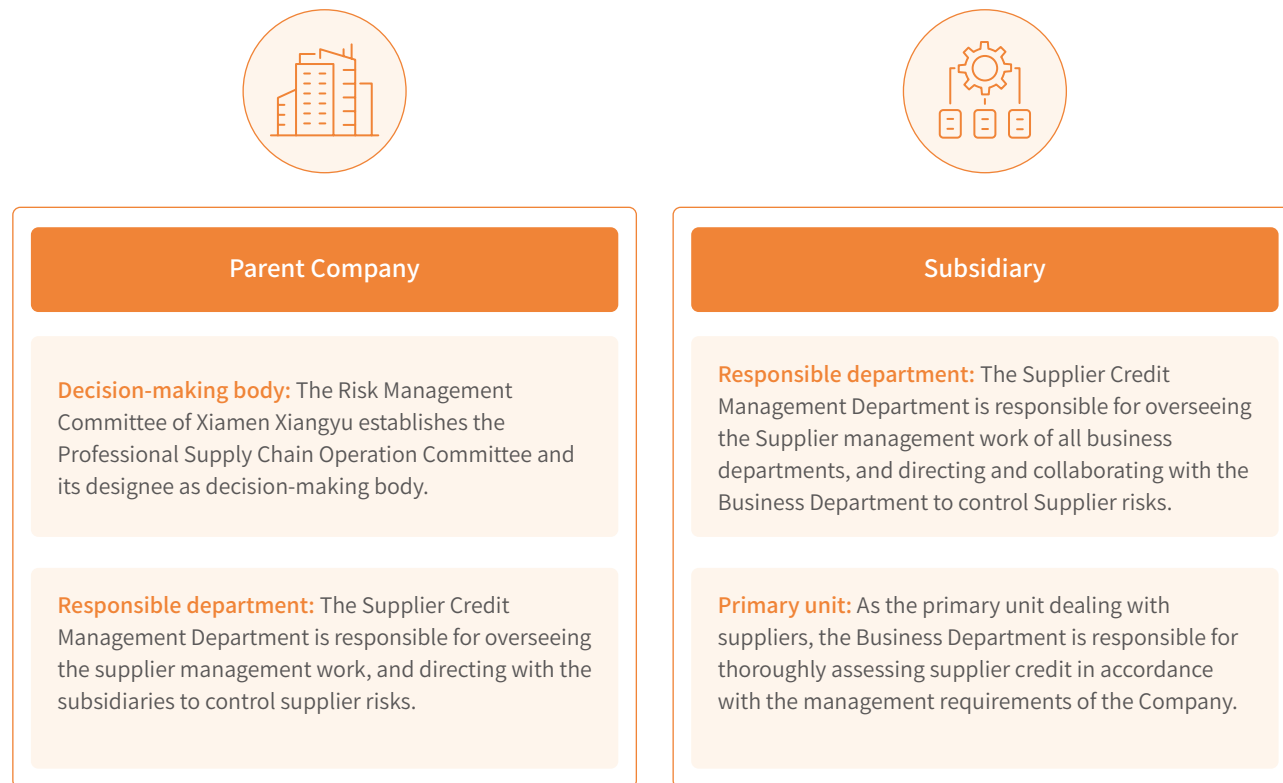 Parent Company
Decision-making body: The Risk Management
Committee of Xiamen Xiangyu establishes the
Professional Supply Chain Operation Committee and
its designee as decision-making body.
Responsible department: The Supplier Credit
Management Department is responsible for overseeing
the supplier management work, and directing with the
subsidiaries to control supplier risks.
Subsidiary
Responsible department: The Supplier Credit
Management Department is responsible for overseeing
the Supplier management work of all business
departments, and directing and collaborating with the
Business Department to control Supplier risks.
Primary unit: As the primary unit dealing with
suppliers, the Business Department is responsible for
thoroughly assessing supplier credit in accordance
with the management requirements of the Company.